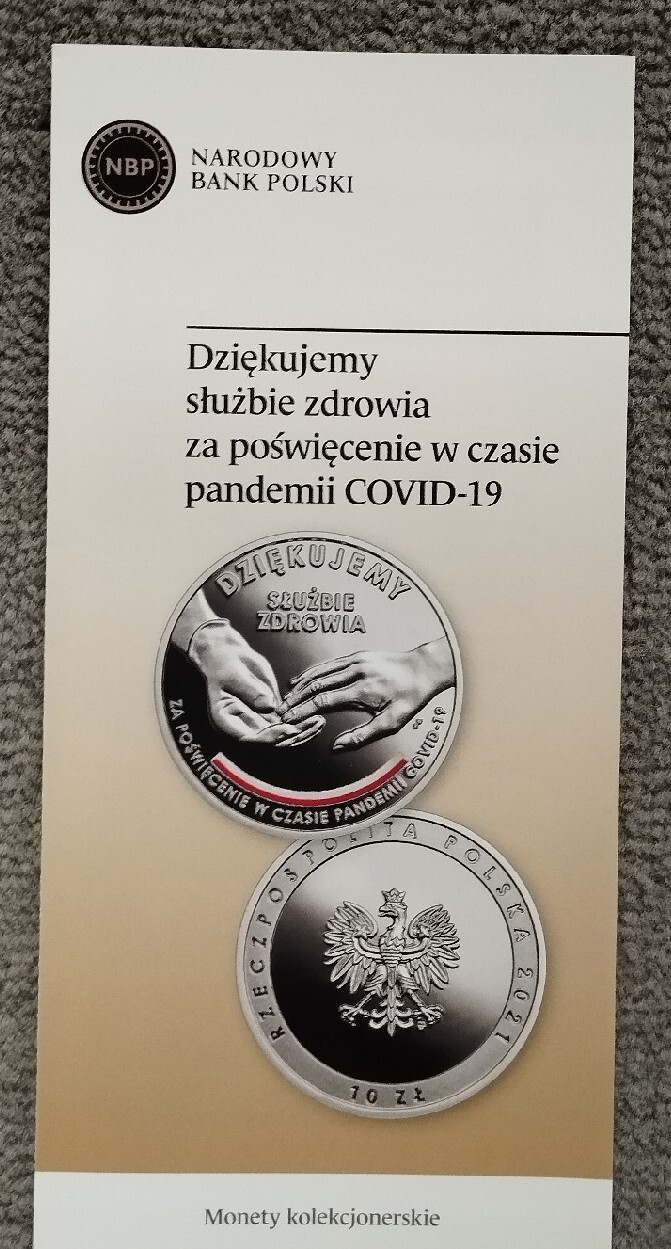 NBP
NARODOWY
BANK POLSKI
Dziękujemy
służbie zdrowia
za poświęcenie w czasie
pandemii COVID-19
DZIĘKUJEMY
SŁUŻBIE
ZDROWIA
ZA POŚWIĘCENIE W CZASIE PANDEMII COVID-19
RZECZPOSPOLITA POLSKA 2021
10 ZŁ
Monety kolekcjonerskie